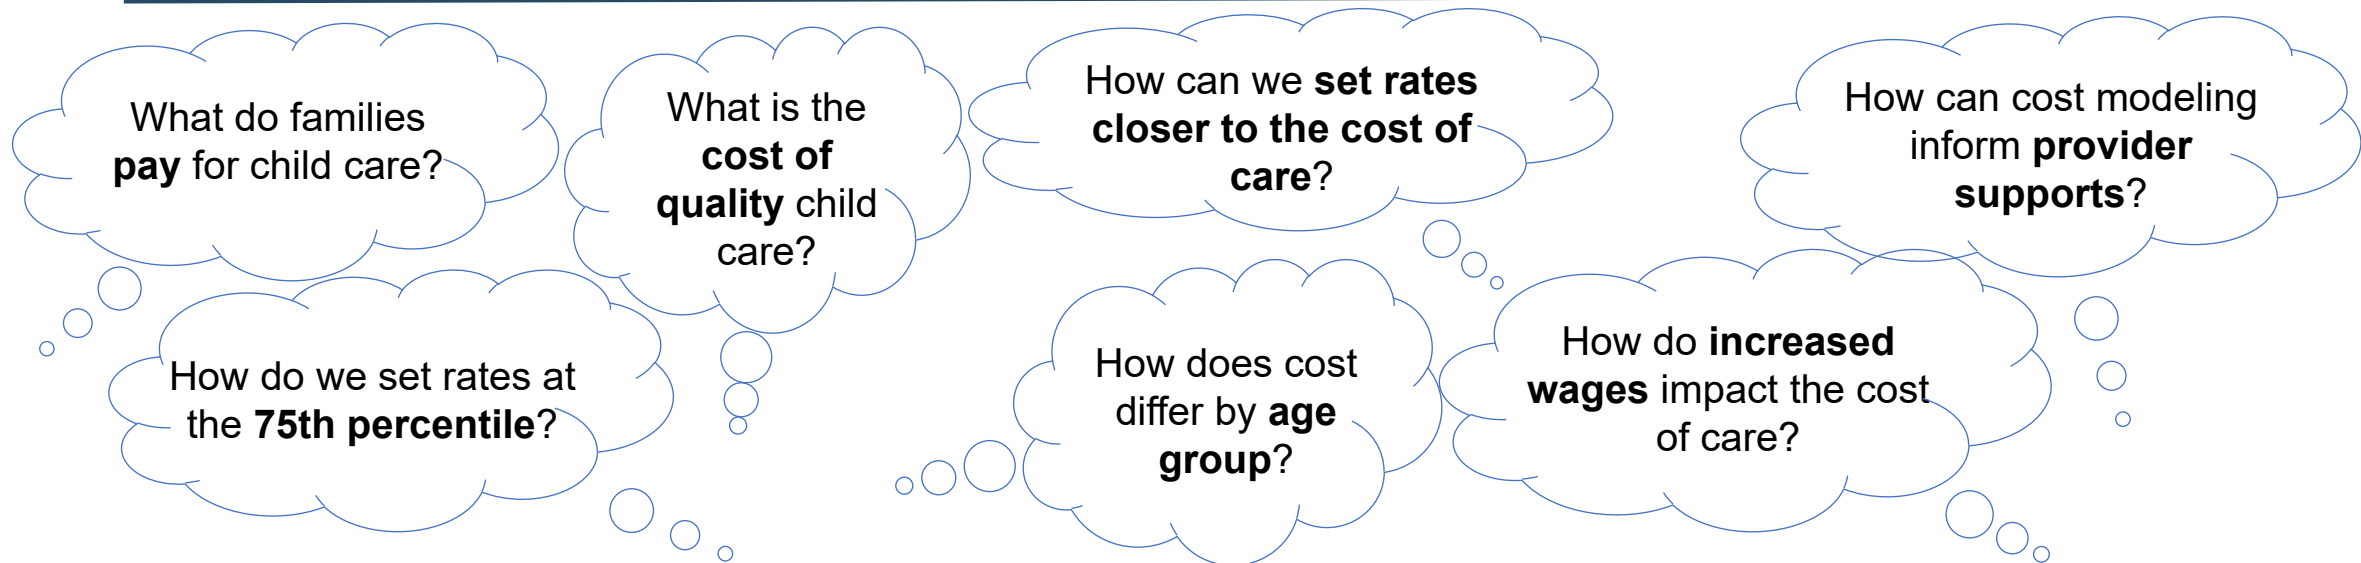 What do families
pay for child care?
What is the
cost of
quality child
care?
How can we set rates
closer to the cost of
care?
How can cost modeling
inform provider
supports?
How do we set rates at
the 75th percentile?
How does cost
differ by age
group?
How do increased
wages impact the cost
of care?